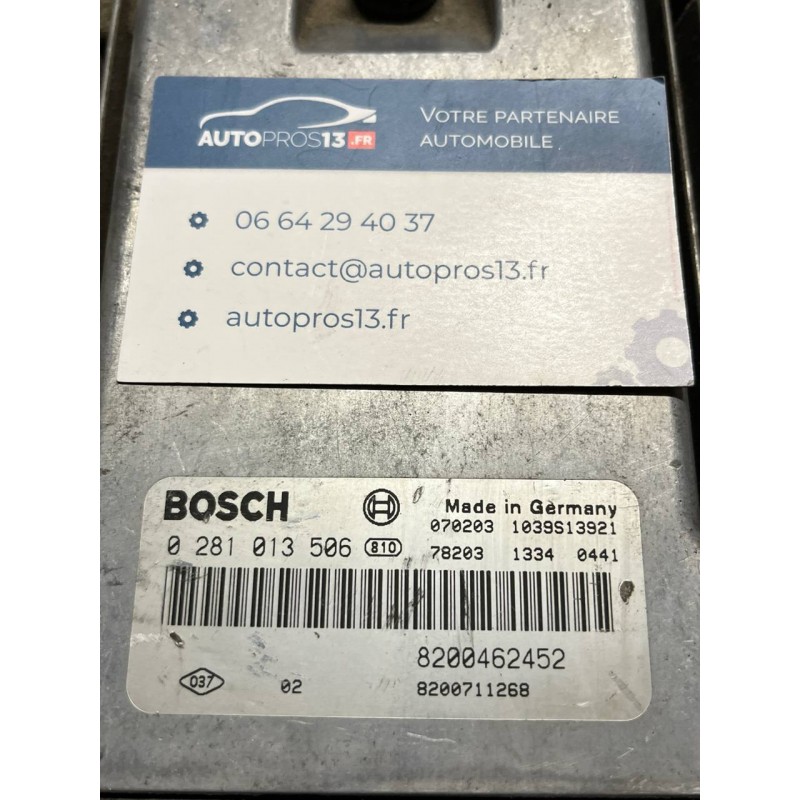 AUTOPROS13.FR
VOTRE PARTENAIRE
AUTOMOBILE
06 64 29 40 37
contact@autopros13.fr
autopros13.fr
BOSCH
Made in Germany
070203 1039S13921
0 281 013 506 810
78203 1334 0441
8200462452
037 02 8200711268